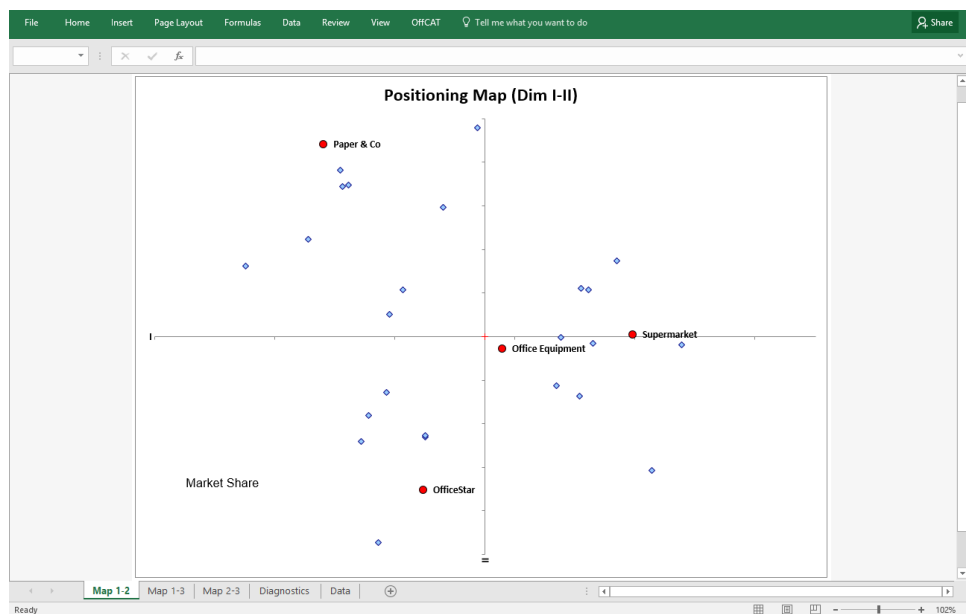 File Home Insert Page Layout Formulas Data Review View OffCAT Tell me what you want to do Share
fx
Positioning Map (Dim I-II)
Paper & Co
I
Supermarket
Office Equipment
Market Share
OfficeStar
II
Map 1-2 Map 1-3 Map 2-3 Diagnostics Data
Ready 102%